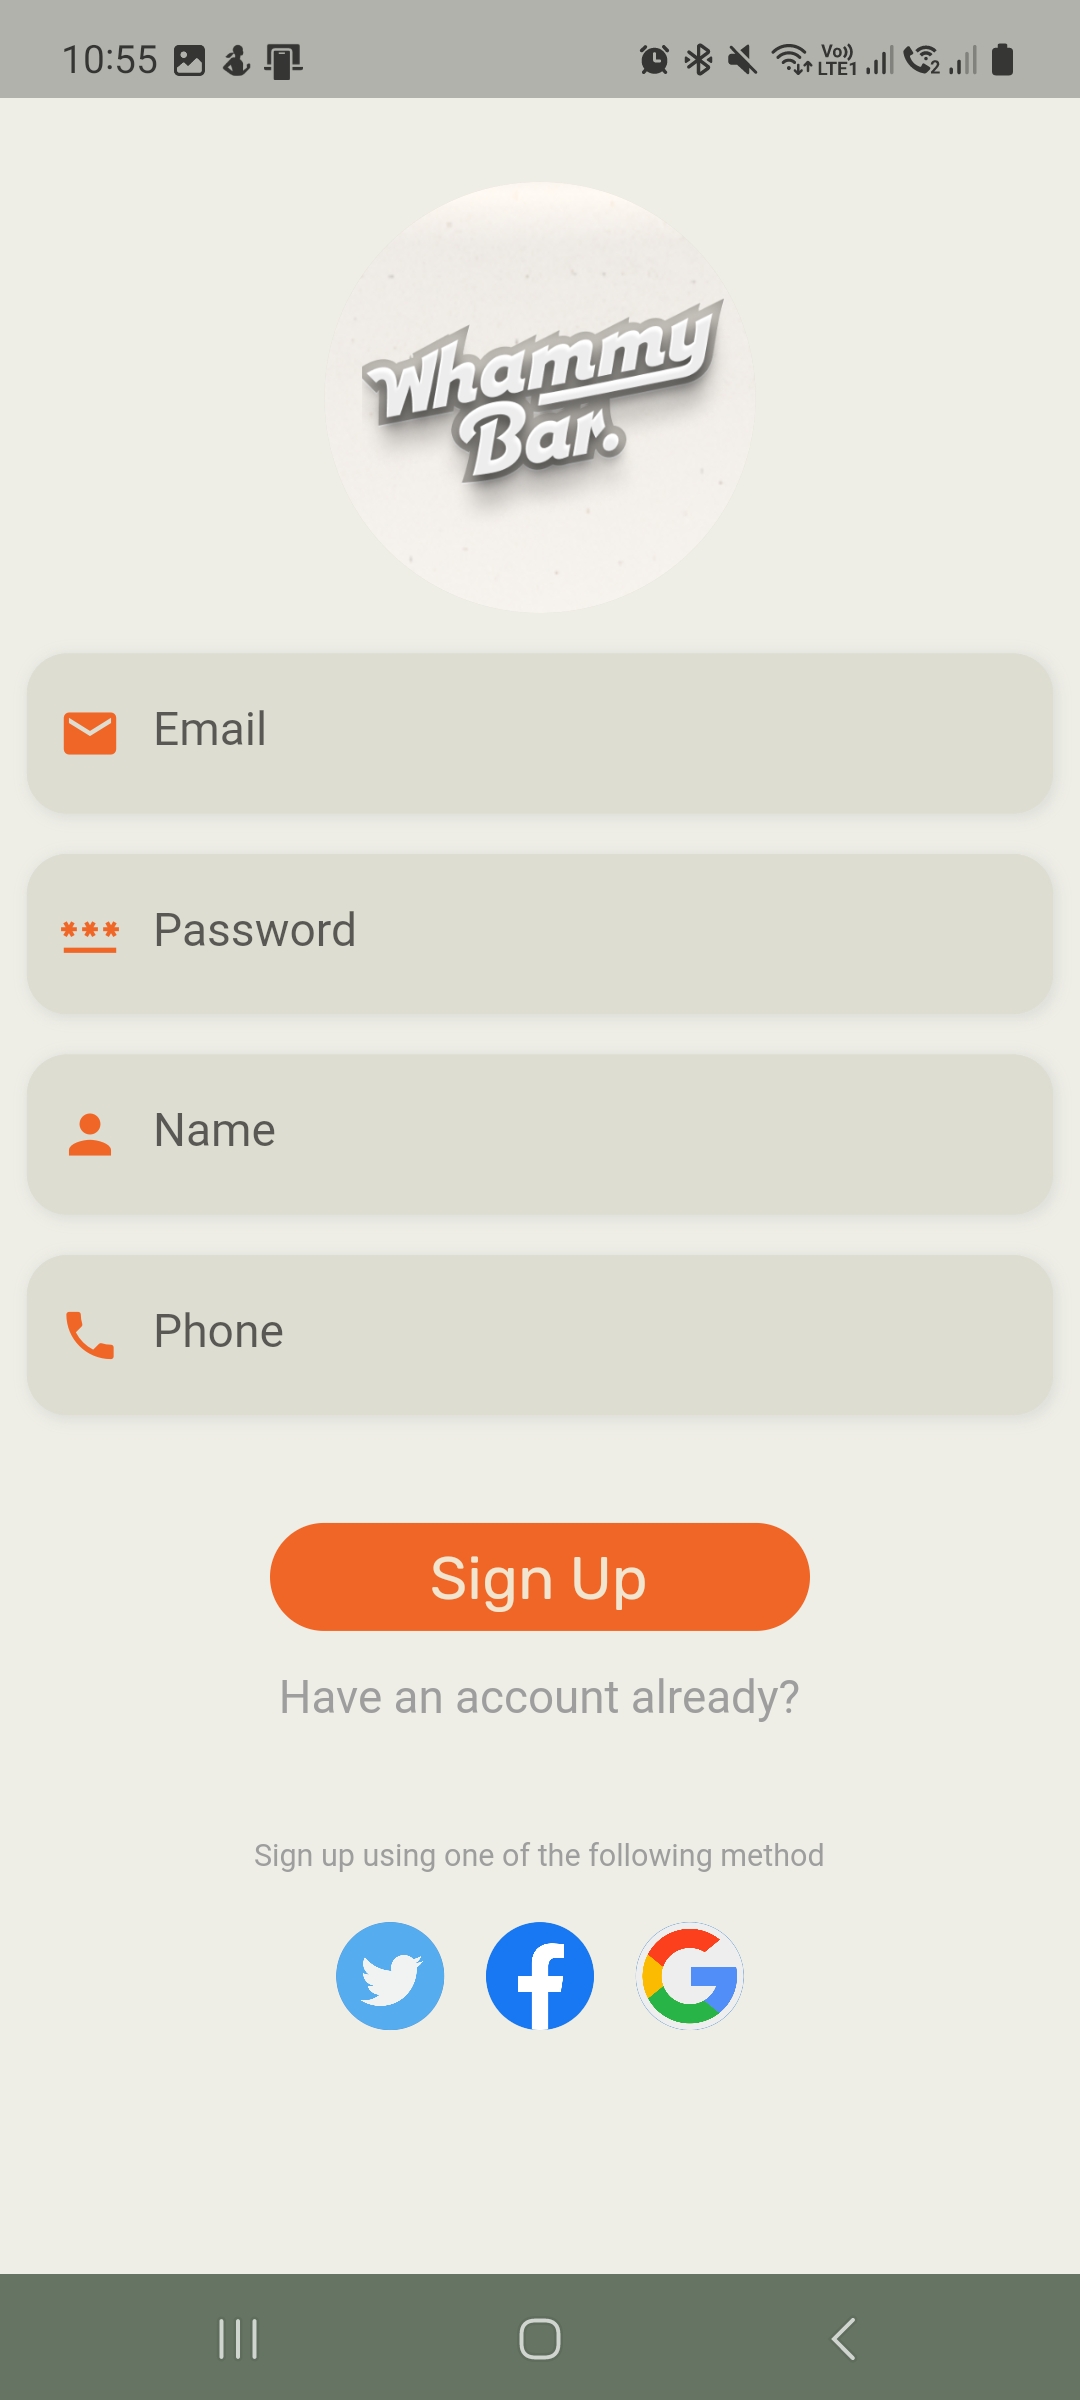 10:55
Vo))
LTE1
2
Whammy
Bar.
Email
***
Password
Name
Phone
Sign Up
Have an account already?
Sign up using one of the following method